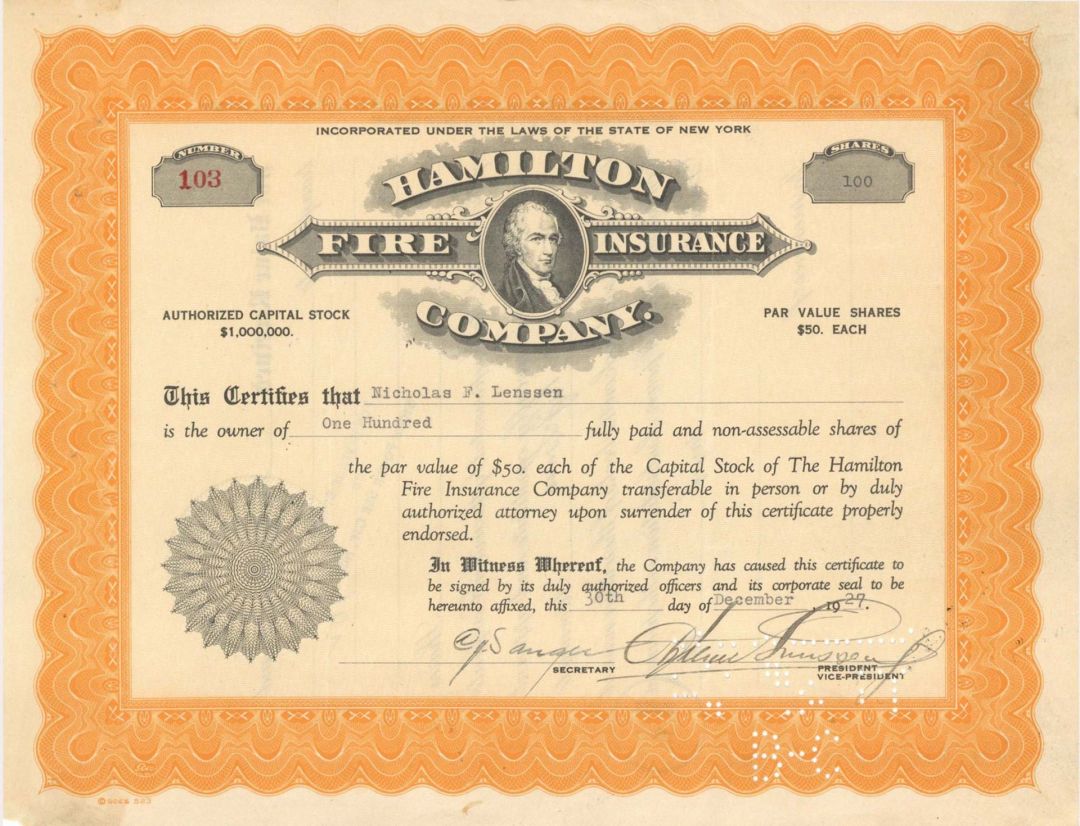 INCORPORATED UNDER THE LAWS OF THE STATE OF NEW YORK
NUMBER
103
SHARES
100
HAMILTON
FIRE INSURANCE
COMPANY.
AUTHORIZED CAPITAL STOCK
$1,000,000.
PAR VALUE SHARES
$50. EACH
This Certifies that Nicholas F. Lenssen
is the owner of One Hundred fully paid and non-assessable shares of
the par value of $50. each of the Capital Stock of The Hamilton
Fire Insurance Company transferable in person or by duly
authorized attorney upon surrender of this certificate properly
endorsed.
In Witness Whereof, the Company has caused this certificate to
be signed by its duly authorized officers and its corporate seal to be
hereunto affixed, this 30th day of December, 1927.
SECRETARY
PRESIDENT
VICE-PRESIDENT